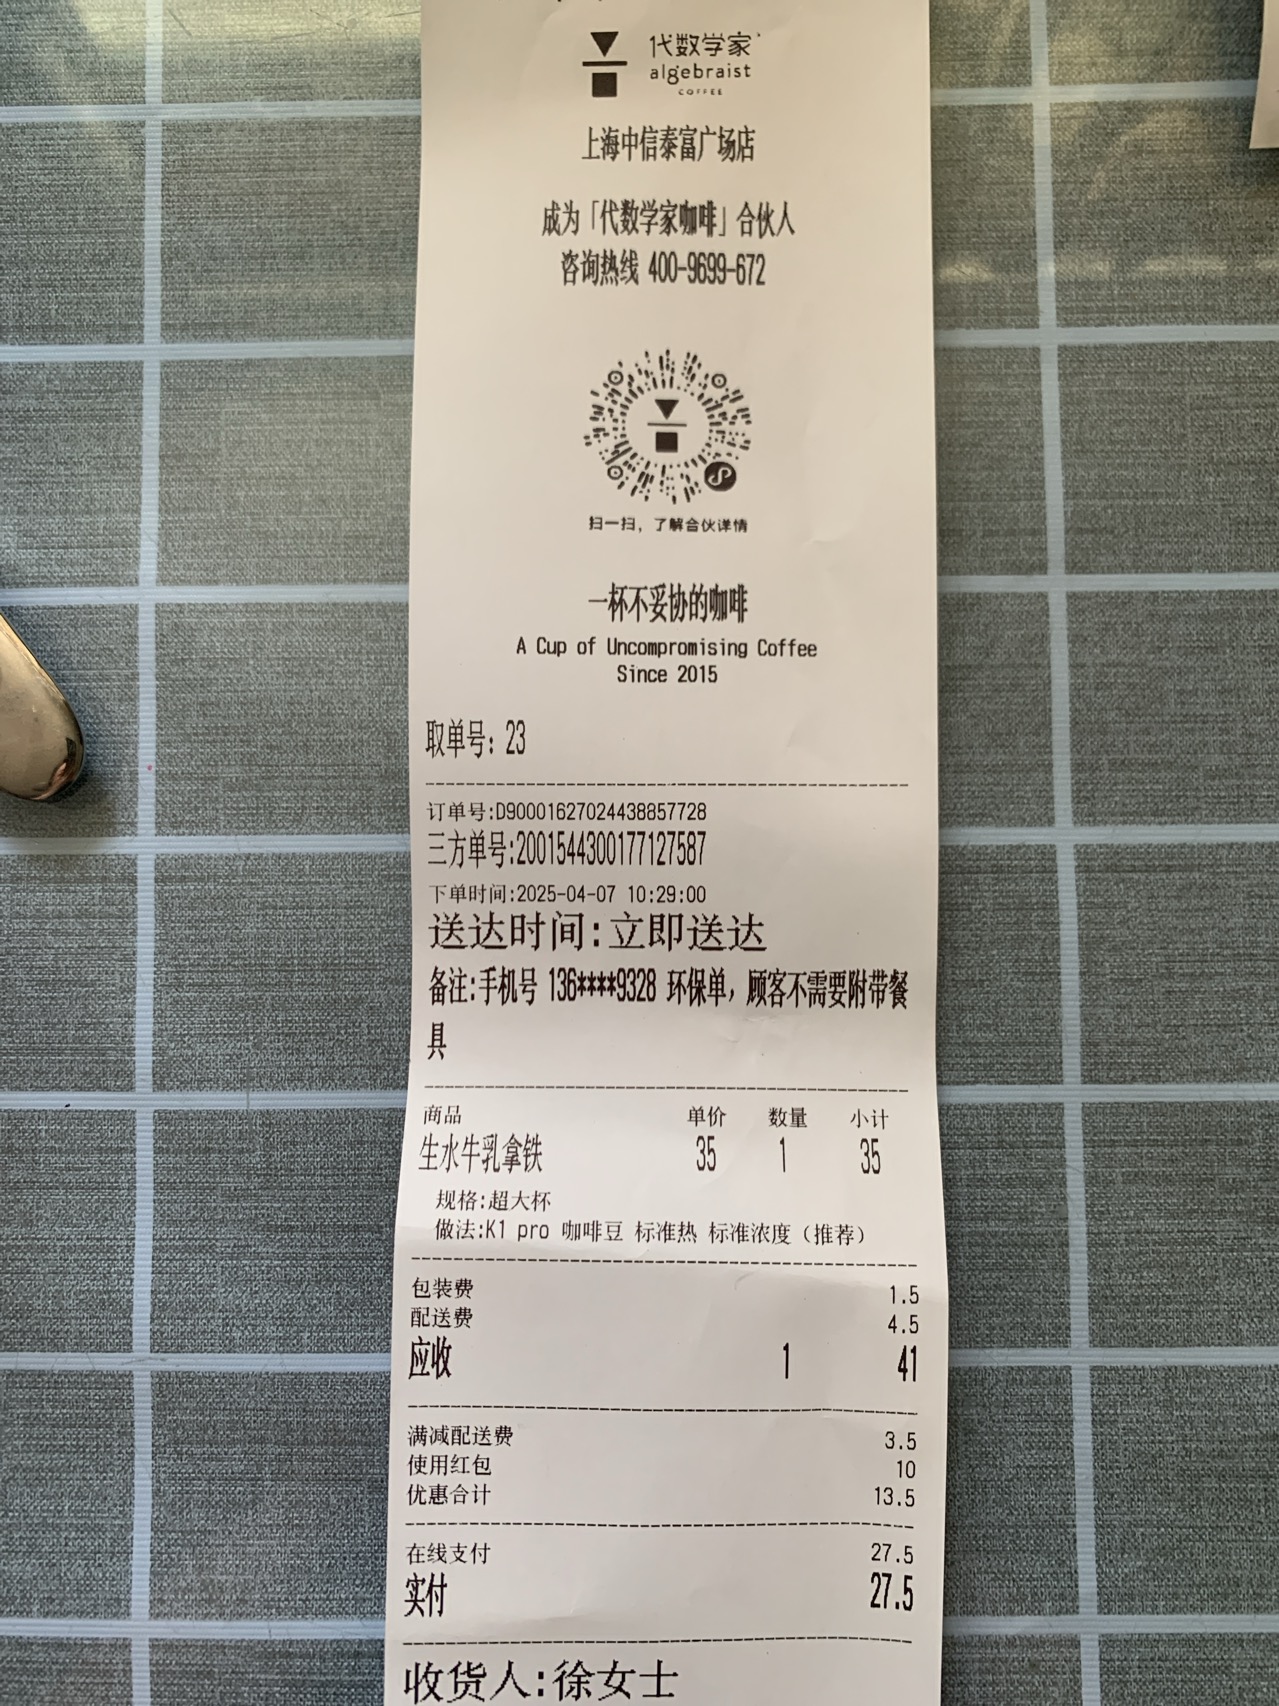 代数学家
algebraist
COFFEE
上海中信泰富广场店
成为「代数学家咖啡」合伙人
咨询热线 400-9699-672
扫一扫，了解合伙详情
一杯不妥协的咖啡
A Cup of Uncompromising Coffee
Since 2015
取单号: 23
订单号:D90001627024438857728
三方单号:2001544300177127587
下单时间:2025-04-07 10:29:00
送达时间:立即送达
备注:手机号 136****9328 环保单，顾客不需要附带餐
具
商品 单价 数量 小计
生水牛乳拿铁 35 1 35
规格:超大杯
做法:K1 pro 咖啡豆 标准热 标准浓度（推荐）
包装费 1.5
配送费 4.5
应收 1 41
满减配送费 3.5
使用红包 10
优惠合计 13.5
在线支付 27.5
实付 27.5
收货人:徐女士